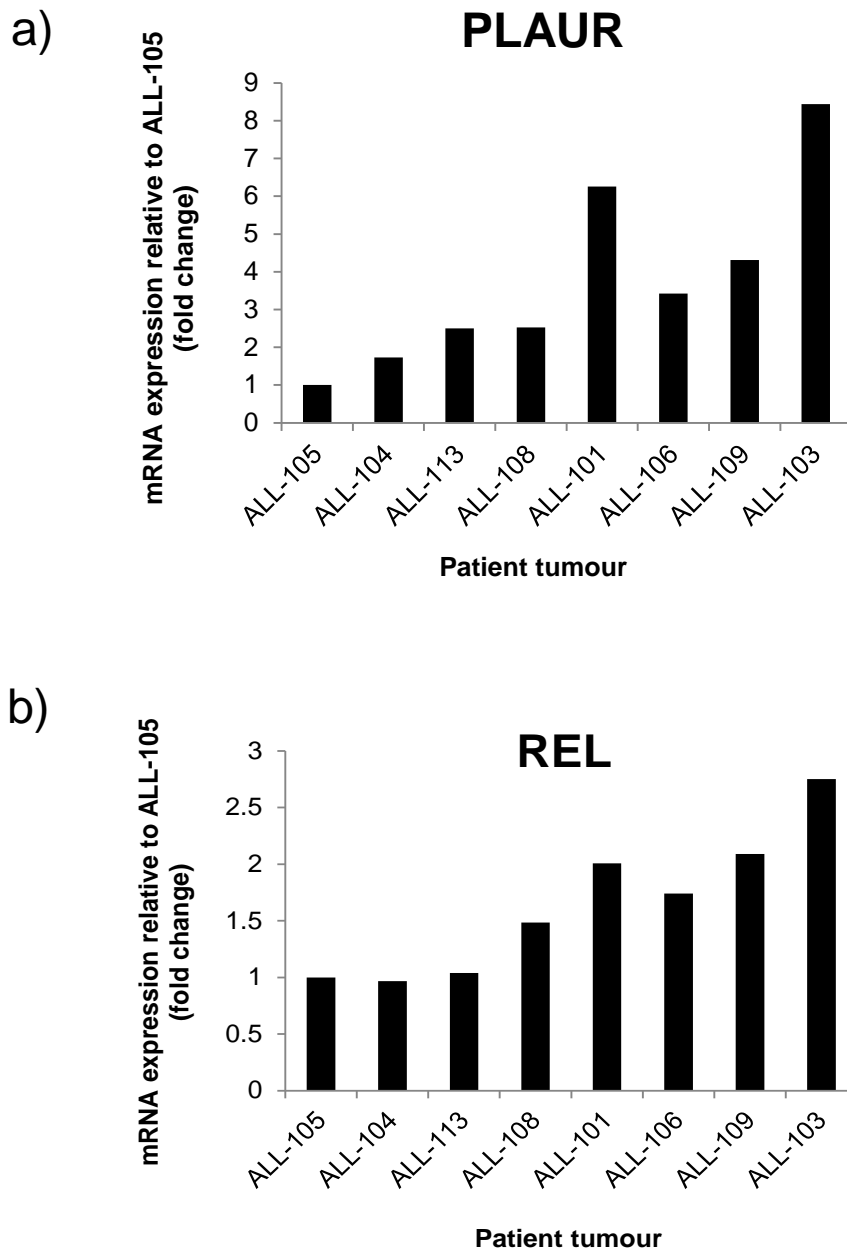 a)
PLAUR
mRNA expression relative to ALL-105
(fold change)
9
8
7
6
5
4
3
2
1
0
ALL-105
ALL-104
ALL-113
ALL-108
ALL-101
ALL-106
ALL-109
ALL-103
Patient tumour
b)
REL
mRNA expression relative to ALL-105
(fold change)
3
2.5
2
1.5
1
0.5
0
ALL-105
ALL-104
ALL-113
ALL-108
ALL-101
ALL-106
ALL-109
ALL-103
Patient tumour